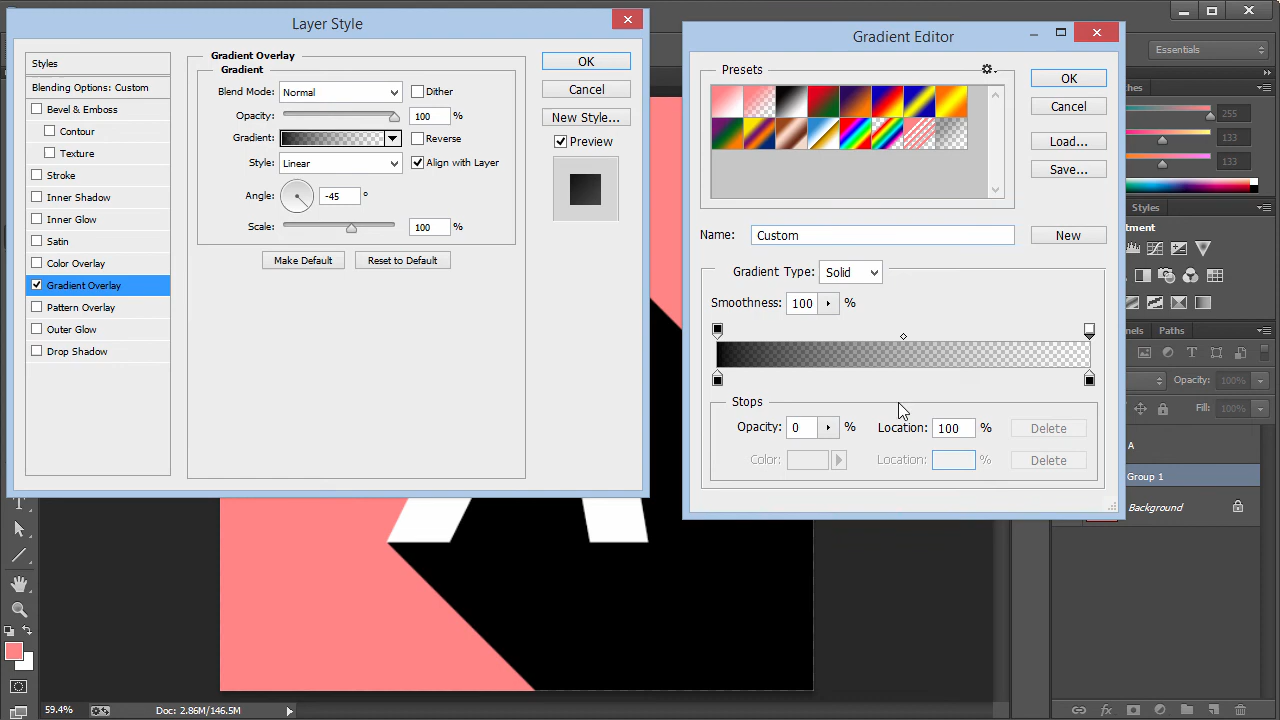 Layer Style
Styles
Blending Options: Custom
Bevel & Emboss
Contour
Texture
Stroke
Inner Shadow
Inner Glow
Satin
Color Overlay
Gradient Overlay
Pattern Overlay
Outer Glow
Drop Shadow
Gradient Overlay
Gradient
Blend Mode: Normal Dither
Opacity: 100 %
Gradient: Reverse
Style: Linear Align with Layer
Angle: -45 °
Scale: 100 %
Make Default Reset to Default
OK
Cancel
New Style...
Preview
Gradient Editor
Presets
OK
Cancel
Load...
Save...
Name: Custom New
Gradient Type: Solid
Smoothness: 100 %
Stops
Opacity: 0 % Location: 100 % Delete
Color: Location: % Delete
Essentials
255
133
133
Styles
Paths
Opacity: 100%
Fill: 100%
A
Group 1
Background
59.4% Doc: 2.86M/146.5M